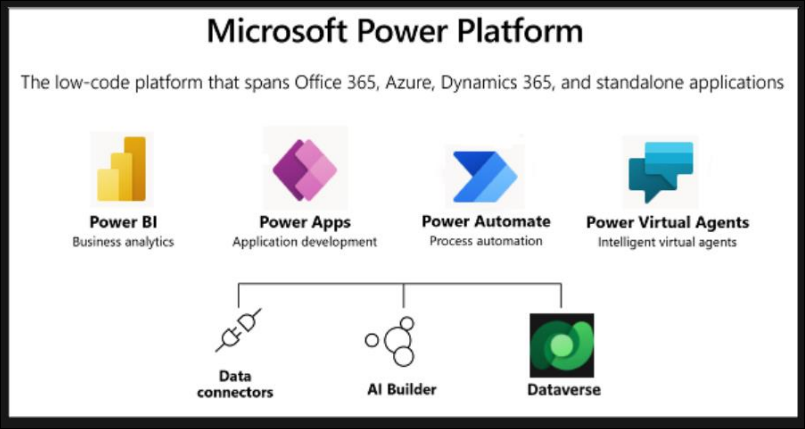 Microsoft Power Platform
The low-code platform that spans Office 365, Azure, Dynamics 365, and standalone applications
Power BI
Business analytics
Power Apps
Application development
Power Automate
Process automation
Power Virtual Agents
Intelligent virtual agents
Data
connectors
AI Builder
Dataverse